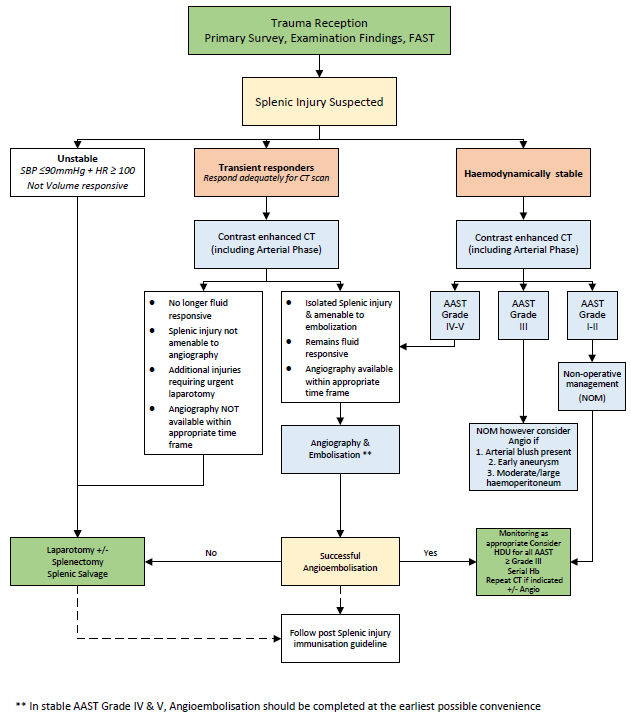 Trauma Reception
Primary Survey, Examination Findings, FAST
Splenic Injury Suspected
Unstable
SBP ≤90mmHg + HR ≥ 100
Not Volume responsive
Transient responders
Respond adequately for CT scan
Haemodynamically stable
Contrast enhanced CT
(including Arterial Phase)
Contrast enhanced CT
(including Arterial Phase)
● No longer fluid
responsive
● Splenic injury not
amenable to
angiography
● Additional injuries
requiring urgent
laparotomy
● Angiography NOT
available within
appropriate time
frame
● Isolated Splenic injury
& amenable to
embolization
● Remains fluid
responsive
● Angiography available
within appropriate
time frame
AAST
Grade
IV-V
AAST
Grade
III
AAST
Grade
I-II
Non-operative
management
(NOM)
Angiography &
Embolisation **
NOM however consider
Angio if
1. Arterial blush present
2. Early aneurysm
3. Moderate/large
haemoperitoneum
Laparotomy +/-
Splenectomy
Splenic Salvage
No
Successful
Angioembolisation
Yes
Monitoring as
appropriate Consider
HDU for all AAST
≥ Grade III
Serial Hb
Repeat CT if indicated
+/- Angio
Follow post Splenic injury
immunisation guideline
** In stable AAST Grade IV & V, Angioembolisation should be completed at the earliest possible convenience